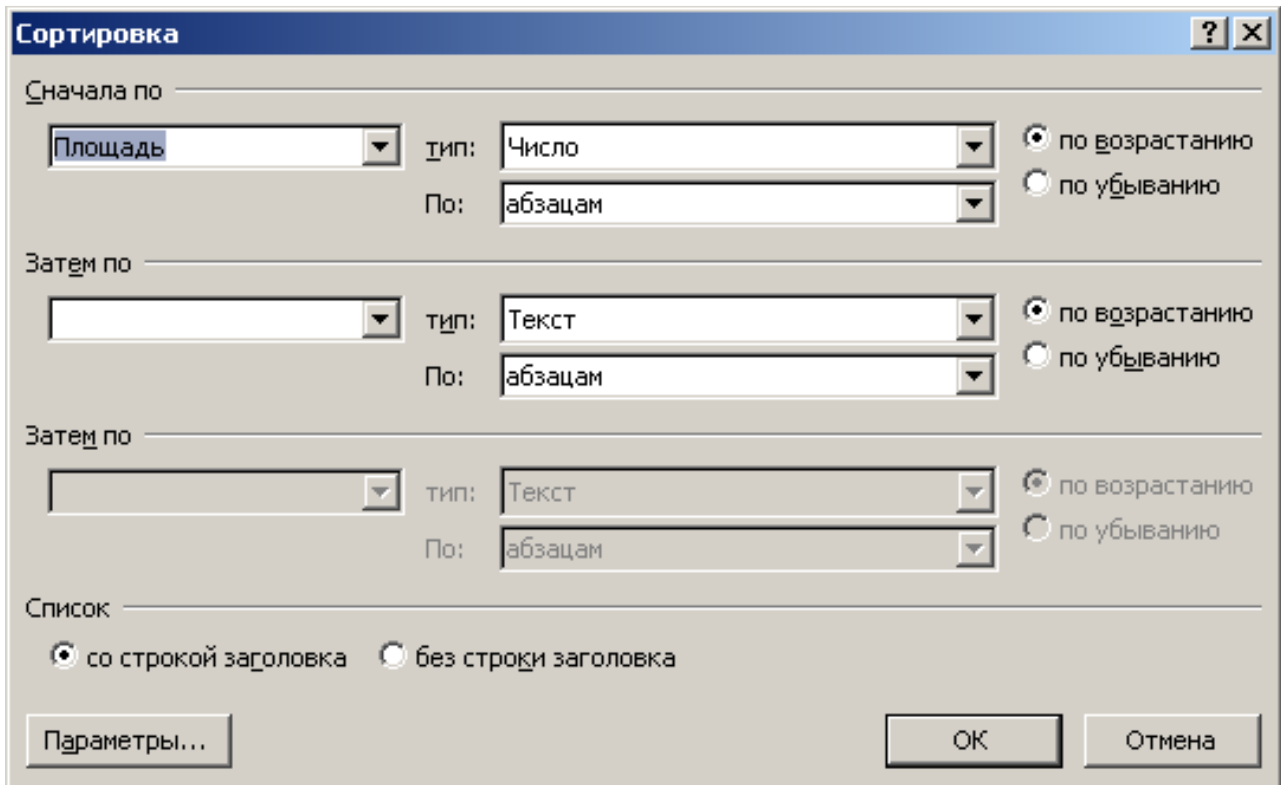 Сортировка
Сначала по
Площадь тип: Число по возрастанию
по убыванию
По: абзацам
Затем по
тип: Текст по возрастанию
по убыванию
По: абзацам
Затем по
тип: Текст по возрастанию
по убыванию
По: абзацам
Список
со строкой заголовка без строки заголовка
Параметры... ОК Отмена